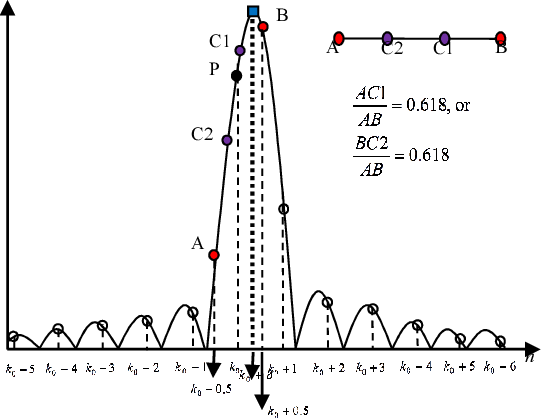 B
C1
P
C2
A
A C2 C1 B
AC1/AB = 0.618, or
BC2/AB = 0.618
k₀ − 5 k₀ − 4 k₀ − 3 k₀ − 2 k₀ − 1 k₀ k₀ + δ k₀ + 1 k₀ + 2 k₀ + 3 k₀ − 4 k₀ + 5 k₀ − 6 n
k₀ − 0.5
k₀ + 0.5